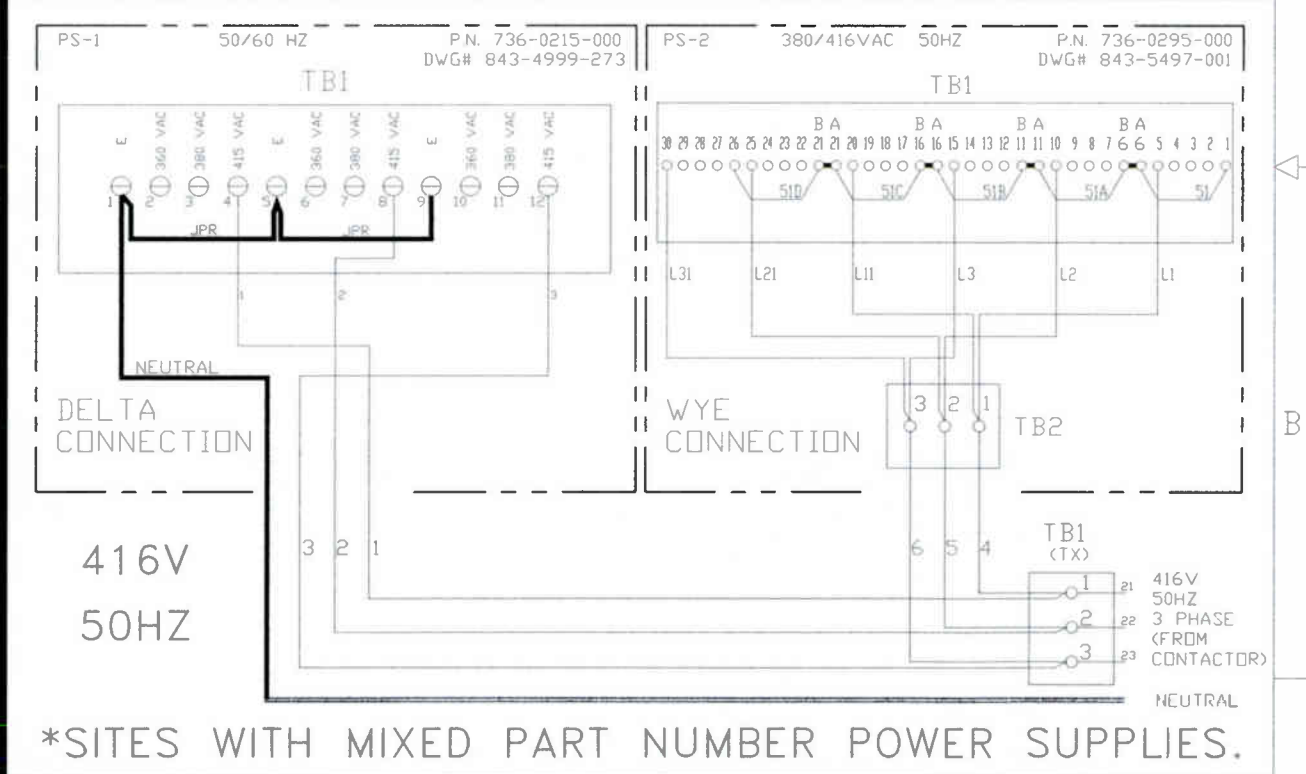 PS-1 50/60 HZ P.N. 736-0215-000
DWG# 843-4999-273
TB1
E 360 VAC 380 VAC 415 VAC E 360 VAC 380 VAC 415 VAC E 360 VAC 380 VAC 415 VAC
1 2 3 4 5 6 7 8 9 10 11 12
JPR JPR
1 2 3
NEUTRAL
DELTA
CONNECTION
PS-2 380/416VAC 50HZ P.N. 736-0295-000
DWG# 843-5497-001
TB1
B A B A B A B A
30 29 28 27 26 25 24 23 22 21 21 20 19 18 17 16 16 15 14 13 12 11 11 10 9 8 7 6 6 5 4 3 2 1
51D 51C 51B 51A 51
L31 L21 L11 L3 L2 L1
WYE
CONNECTION
3 2 1
TB2
B
416V
50HZ
3 2 1
6 5 4
TB1
(TX)
1 21 416V
50HZ
2 22 3 PHASE
(FROM
3 23 CONTACTOR)
NEUTRAL
*SITES WITH MIXED PART NUMBER POWER SUPPLIES.